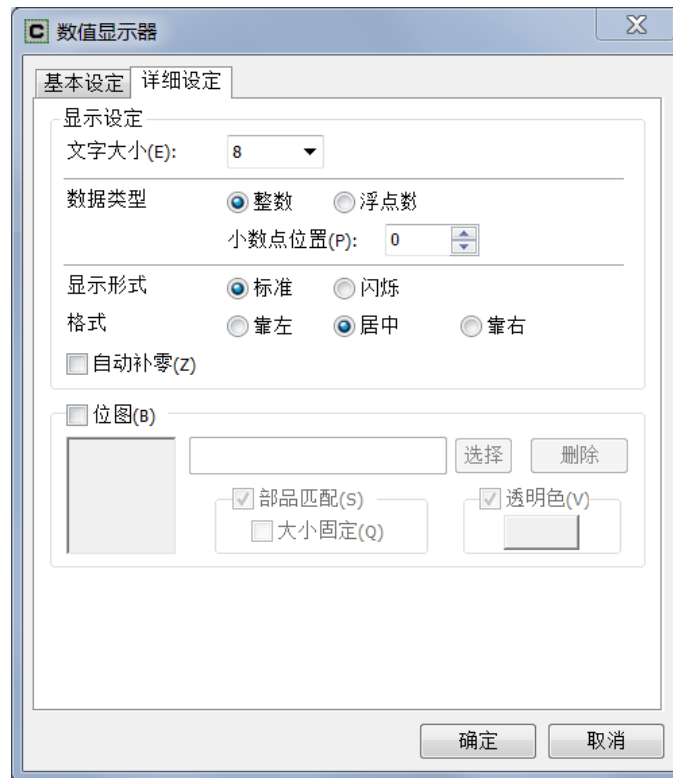 C 数值显示器
基本设定 详细设定
显示设定
文字大小(E): 8
数据类型 整数 浮点数
小数点位置(P): 0
显示形式 标准 闪烁
格式 靠左 居中 靠右
自动补零(Z)
位图(B)
选择 删除
部品匹配(S) 透明色(V)
大小固定(Q)
确定 取消